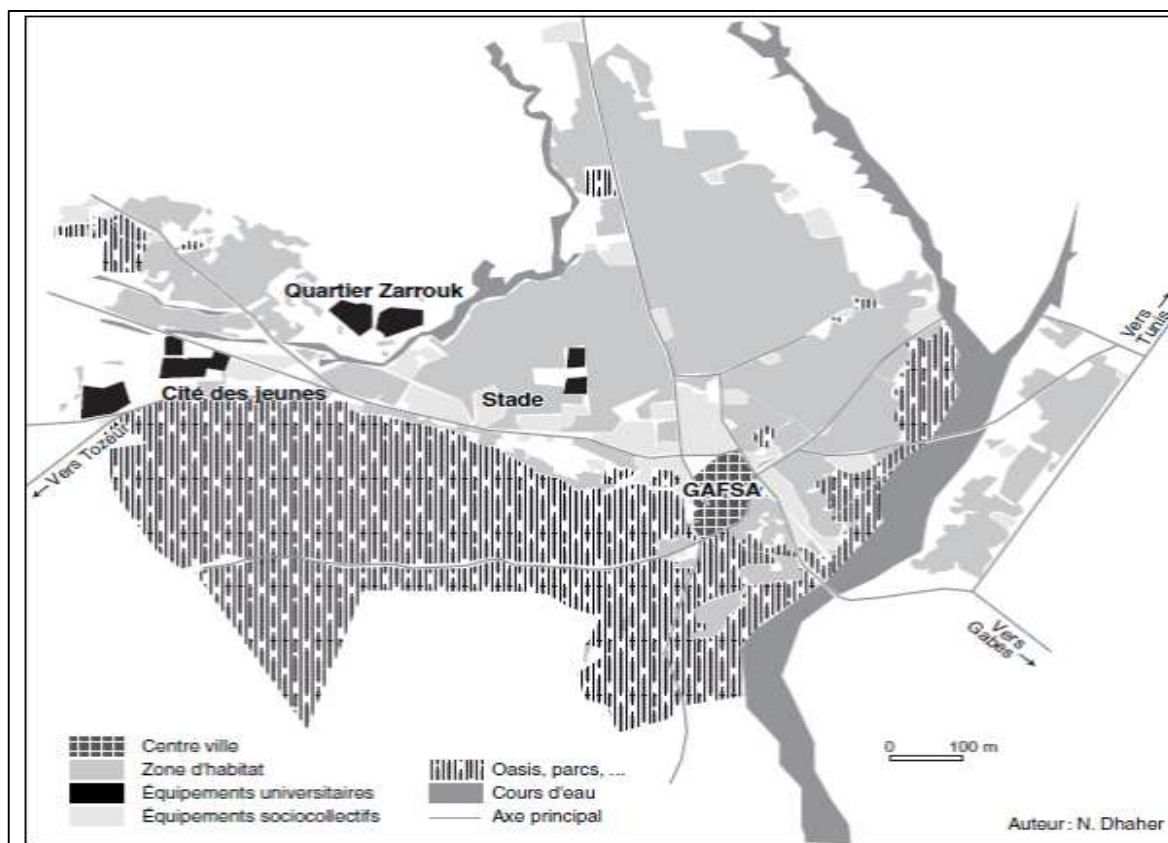 Quartier Zarrouk
Vers
Tunis
Cité des jeunes
Stade
Vers Tozeur
GAFSA
Vers
Gabes
Centre ville
Zone d'habitat
Équipements universitaires
Équipements sociocollectifs
Oasis, parcs, ...
Cours d'eau
Axe principal
0 100 m
Auteur : N. Dhaher